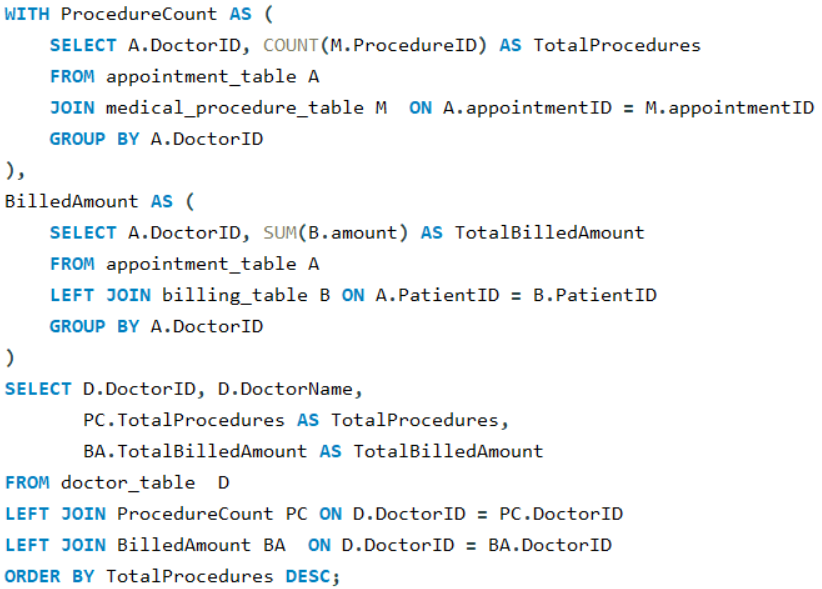 WITH ProcedureCount AS (
    SELECT A.DoctorID, COUNT(M.ProcedureID) AS TotalProcedures
    FROM appointment_table A
    JOIN medical_procedure_table M  ON A.appointmentID = M.appointmentID
    GROUP BY A.DoctorID
),
BilledAmount AS (
    SELECT A.DoctorID, SUM(B.amount) AS TotalBilledAmount
    FROM appointment_table A
    LEFT JOIN billing_table B ON A.PatientID = B.PatientID
    GROUP BY A.DoctorID
)
SELECT D.DoctorID, D.DoctorName,
       PC.TotalProcedures AS TotalProcedures,
       BA.TotalBilledAmount AS TotalBilledAmount
FROM doctor_table  D
LEFT JOIN ProcedureCount PC ON D.DoctorID = PC.DoctorID
LEFT JOIN BilledAmount BA  ON D.DoctorID = BA.DoctorID
ORDER BY TotalProcedures DESC;